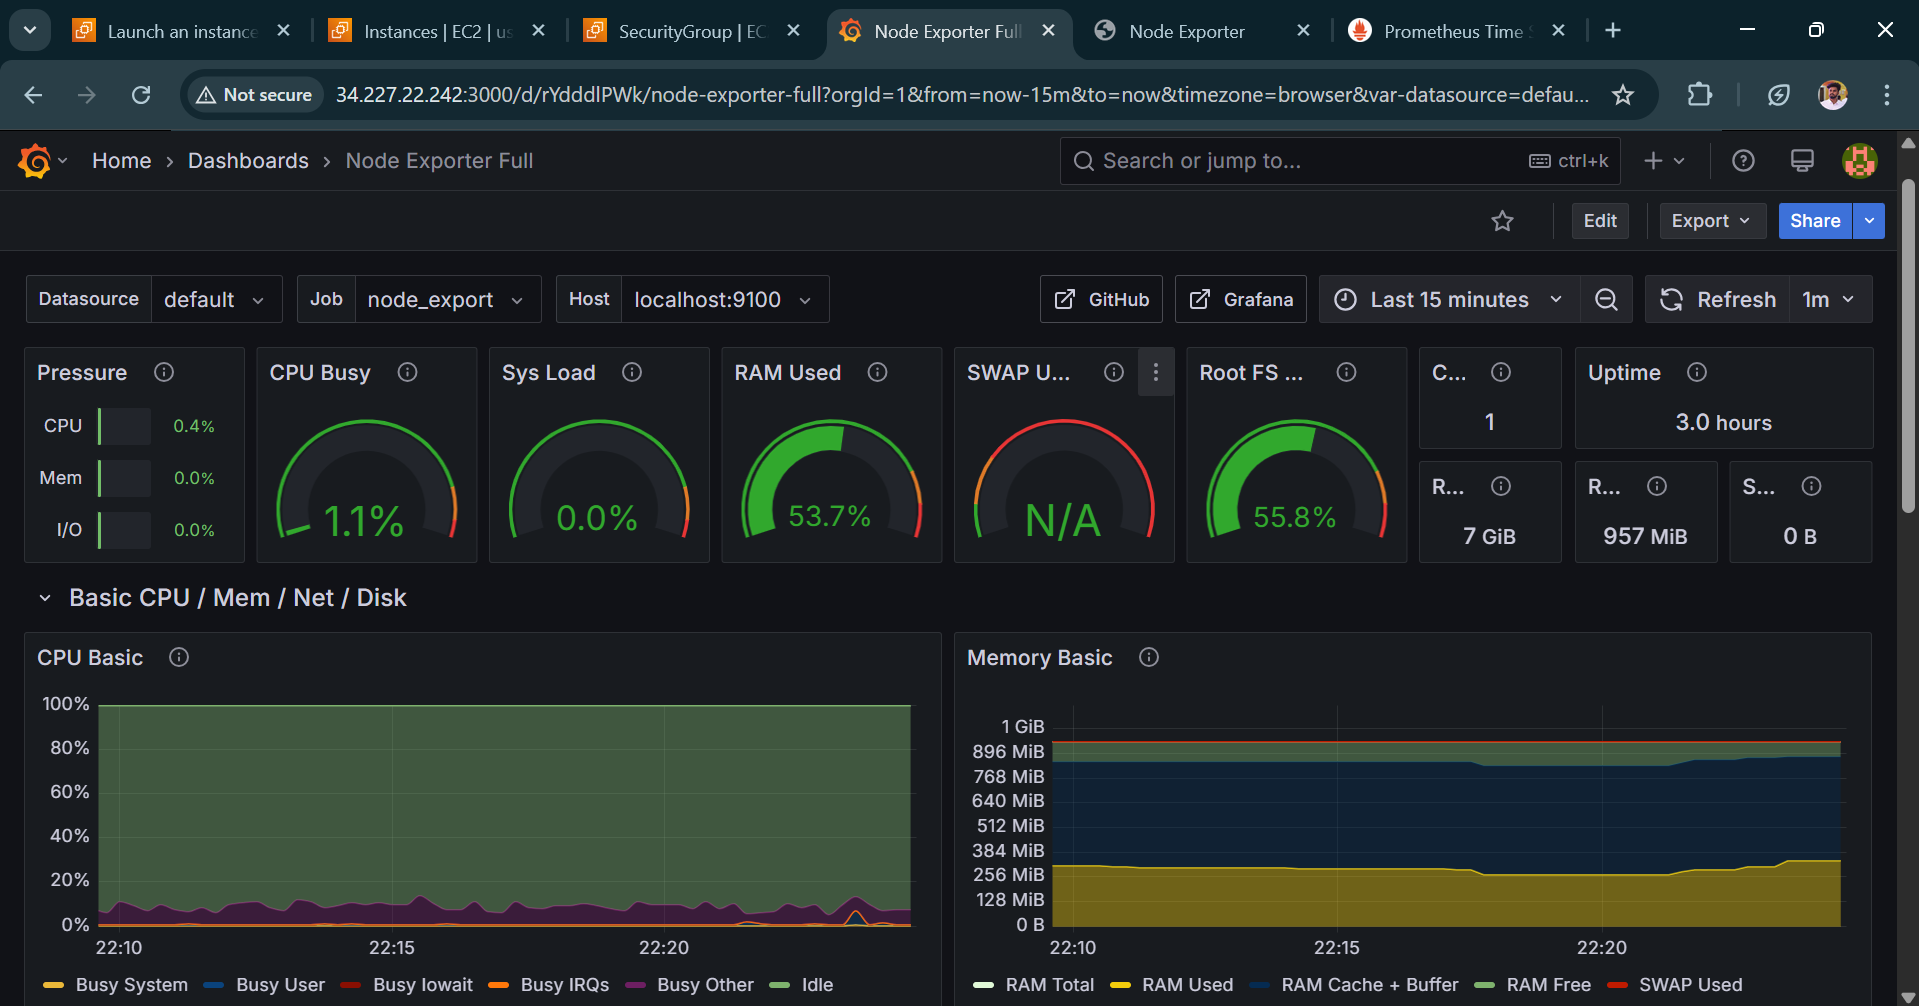 Launch an instance
Instances | EC2 | us
SecurityGroup | EC
Node Exporter Full
Node Exporter
Prometheus Time S
Not secure
34.227.22.242:3000/d/rYdddlPWk/node-exporter-full?orgId=1&from=now-15m&to=now&timezone=browser&var-datasource=defau...
Home › Dashboards › Node Exporter Full
Search or jump to...
ctrl+k
Edit
Export
Share
Datasource
default
Job
node_export
Host
localhost:9100
GitHub
Grafana
Last 15 minutes
Refresh
1m
Pressure
CPU
0.4%
Mem
0.0%
I/O
0.0%
CPU Busy
1.1%
Sys Load
0.0%
RAM Used
53.7%
SWAP U...
N/A
Root FS ...
55.8%
C...
1
Uptime
3.0 hours
R...
7 GiB
R...
957 MiB
S...
0 B
Basic CPU / Mem / Net / Disk
CPU Basic
100%
80%
60%
40%
20%
0%
22:10
22:15
22:20
Busy System
Busy User
Busy Iowait
Busy IRQs
Busy Other
Idle
Memory Basic
1 GiB
896 MiB
768 MiB
640 MiB
512 MiB
384 MiB
256 MiB
128 MiB
0 B
22:10
22:15
22:20
RAM Total
RAM Used
RAM Cache + Buffer
RAM Free
SWAP Used